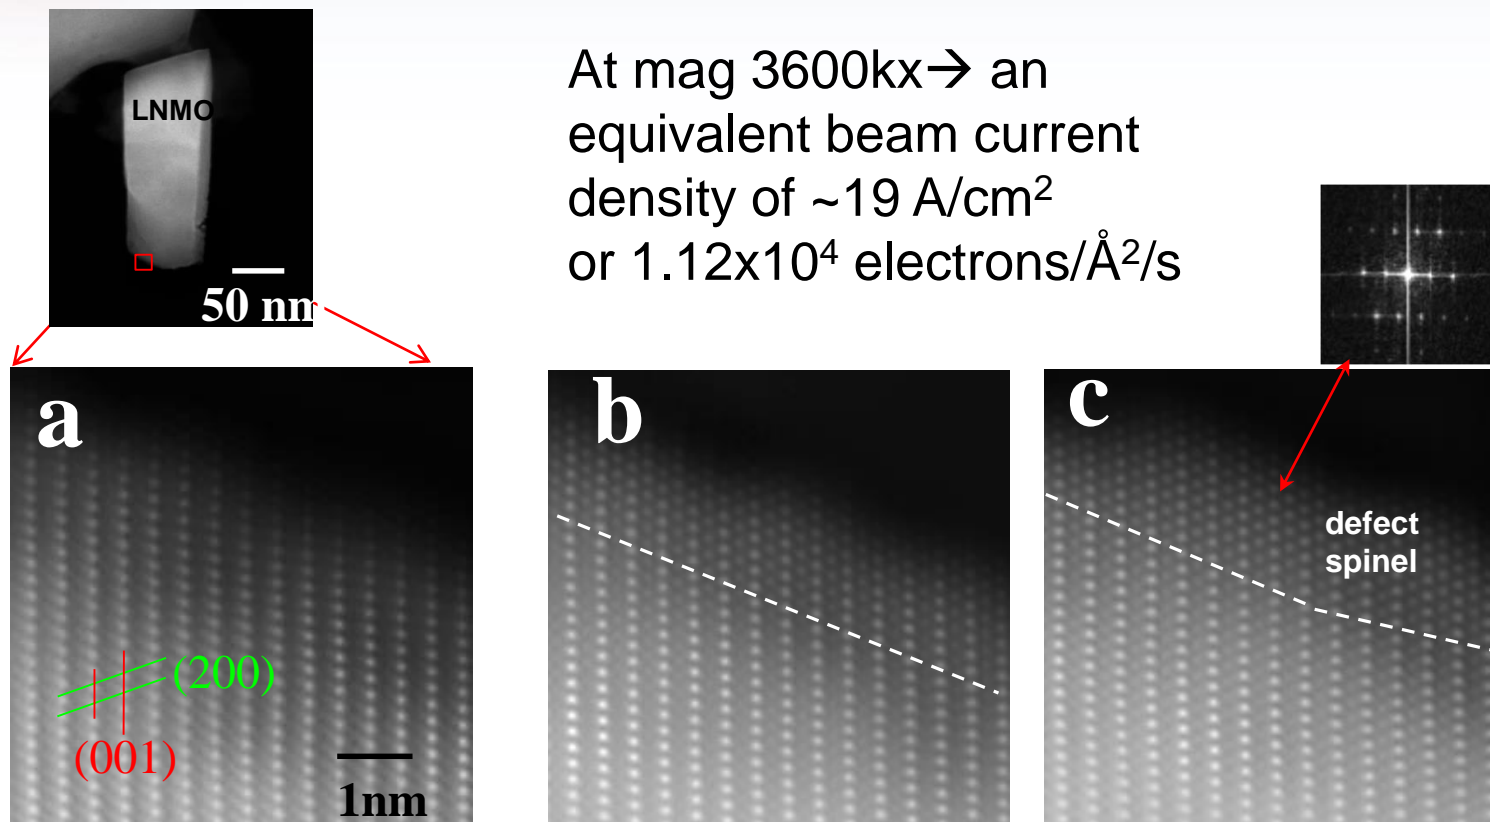 LNMO
50 nm
At mag 3600kx→ an
equivalent beam current
density of ~19 A/cm²
or 1.12x10⁴ electrons/Å²/s
a
(200)
(001)
1nm
b
c
defect
spinel